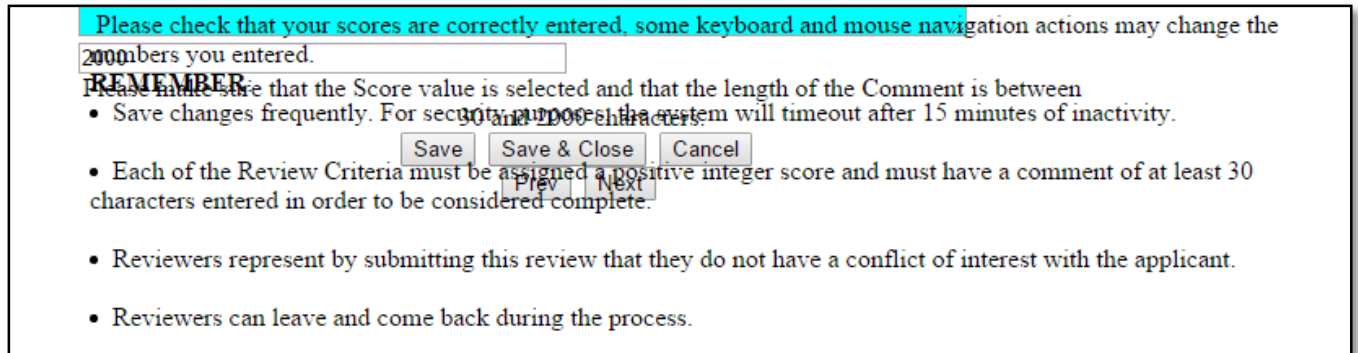 Please check that your scores are correctly entered, some keyboard and mouse navigation actions may change the
numbers you entered.
2000
REMEMBER
Please make sure that the Score value is selected and that the length of the Comment is between
• Save changes frequently. For security purposes, the system will timeout after 15 minutes of inactivity.
30 and 2000 characters.
Save Save & Close Cancel
• Each of the Review Criteria must be assigned a positive integer score and must have a comment of at least 30
Prev Next
characters entered in order to be considered complete.
• Reviewers represent by submitting this review that they do not have a conflict of interest with the applicant.
• Reviewers can leave and come back during the process.